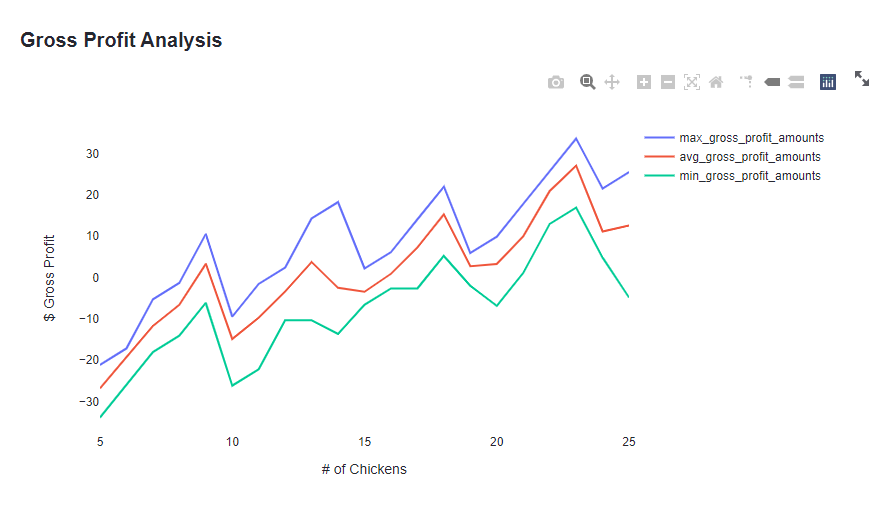 Gross Profit Analysis
max_gross_profit_amounts
avg_gross_profit_amounts
min_gross_profit_amounts
$ Gross Profit
30
20
10
0
−10
−20
−30
5 10 15 20 25
# of Chickens